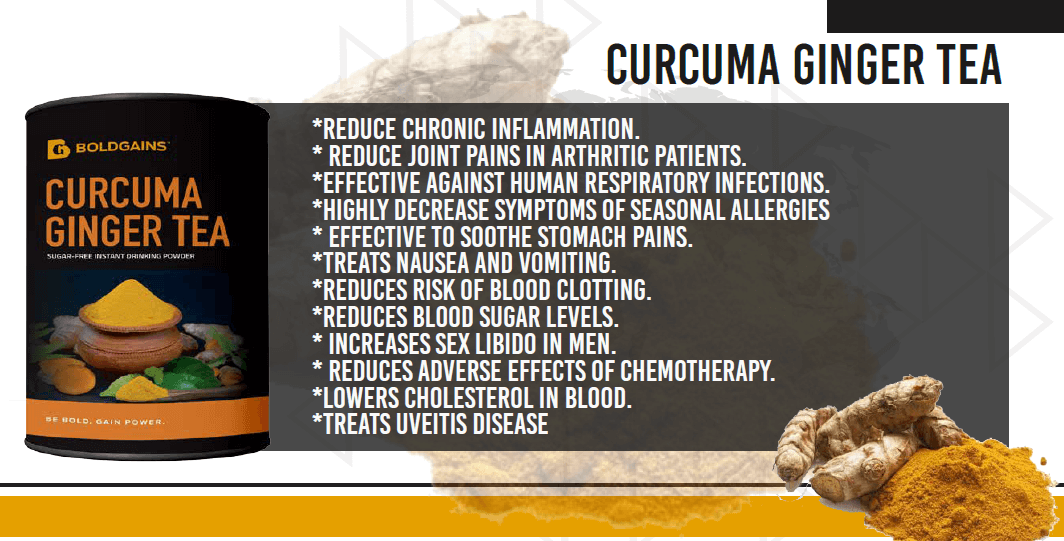 CURCUMA GINGER TEA
BOLDGAINS
CURCUMA
GINGER TEA
SUGAR-FREE INSTANT DRINKING POWDER
BE BOLD. GAIN POWER.
*REDUCE CHRONIC INFLAMMATION.
* REDUCE JOINT PAINS IN ARTHRITIC PATIENTS.
*EFFECTIVE AGAINST HUMAN RESPIRATORY INFECTIONS.
*HIGHLY DECREASE SYMPTOMS OF SEASONAL ALLERGIES
* EFFECTIVE TO SOOTHE STOMACH PAINS.
*TREATS NAUSEA AND VOMITING.
*REDUCES RISK OF BLOOD CLOTTING.
*REDUCES BLOOD SUGAR LEVELS.
* INCREASES SEX LIBIDO IN MEN.
* REDUCES ADVERSE EFFECTS OF CHEMOTHERAPY.
*LOWERS CHOLESTEROL IN BLOOD.
*TREATS UVEITIS DISEASE